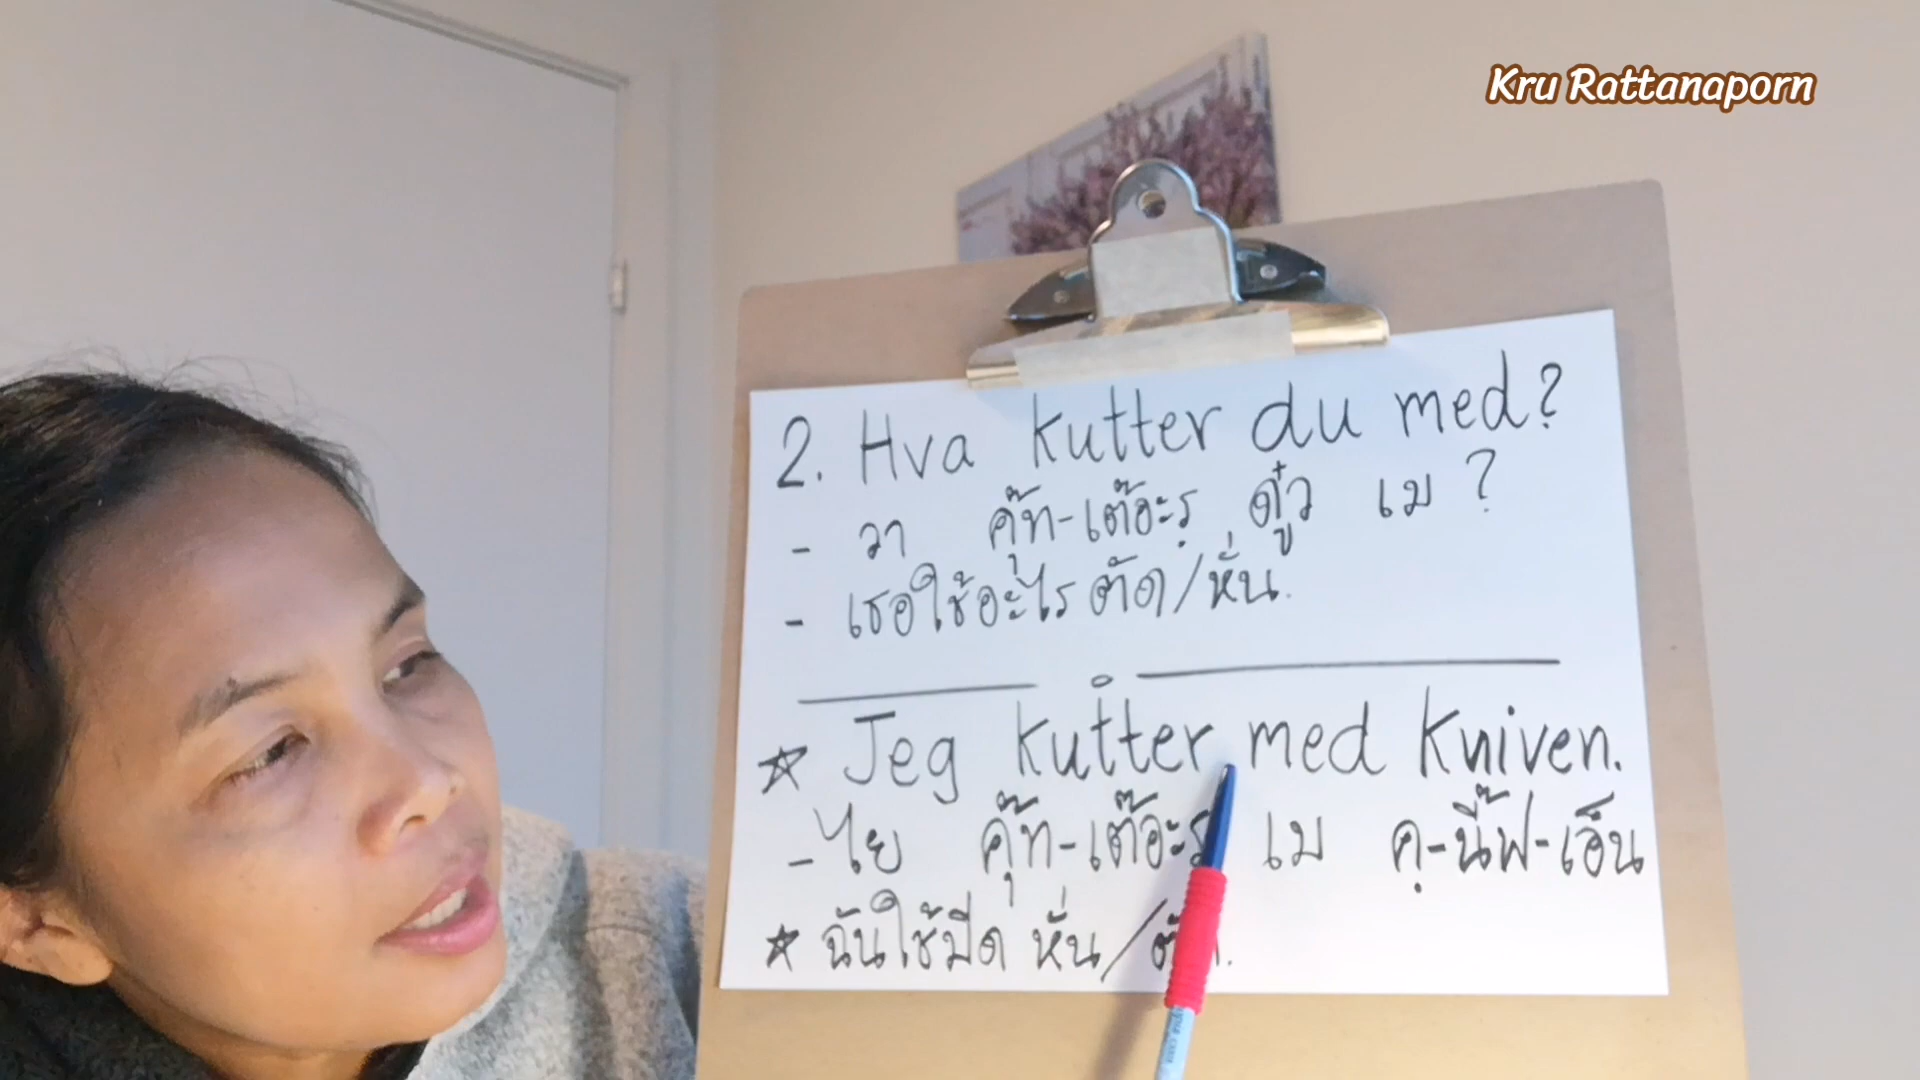 Kru Rattanaporn
2. Hva kutter du med?
- วา คุ๊ท-เต๊อะรฺ ดู๋ว เม ?
- เธอใช้อะไร ตัด/หั่น.
☆ Jeg kutter med kniven.
- ไย คุ๊ท-เต๊อะรฺ เม คฺ-นี๊ฟ-เอ็น
☆ ฉันใช้มีด หั่น/ตัด.